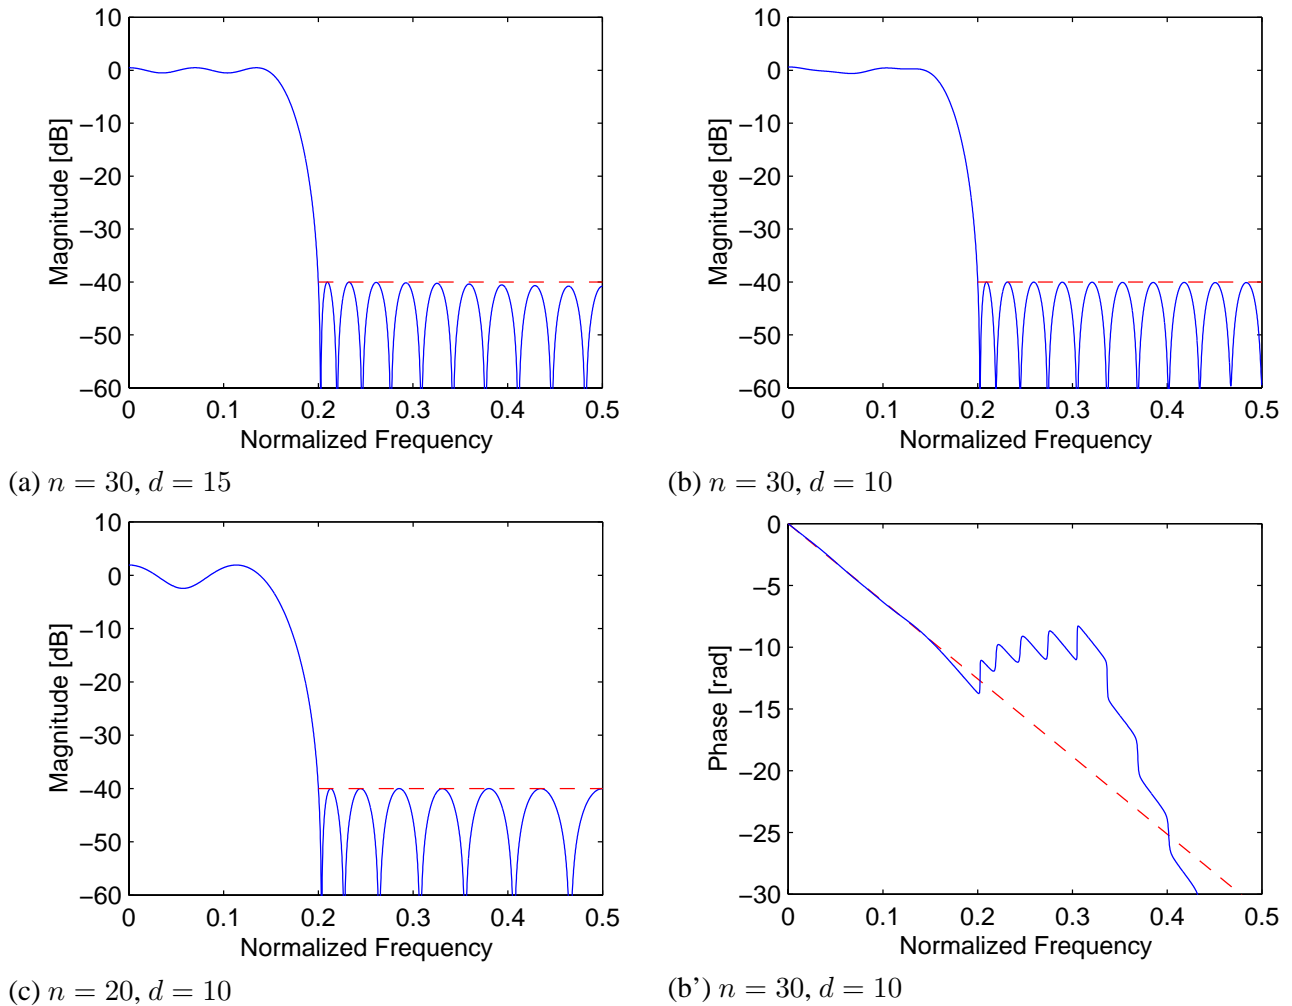 10
0
−10
−20
−30
−40
−50
−60
Magnitude [dB]
0 0.1 0.2 0.3 0.4 0.5
Normalized Frequency
(a) n = 30, d = 15
10
0
−10
−20
−30
−40
−50
−60
Magnitude [dB]
0 0.1 0.2 0.3 0.4 0.5
Normalized Frequency
(b) n = 30, d = 10
10
0
−10
−20
−30
−40
−50
−60
Magnitude [dB]
0 0.1 0.2 0.3 0.4 0.5
Normalized Frequency
(c) n = 20, d = 10
0
−5
−10
−15
−20
−25
−30
Phase [rad]
0 0.1 0.2 0.3 0.4 0.5
Normalized Frequency
(b’) n = 30, d = 10